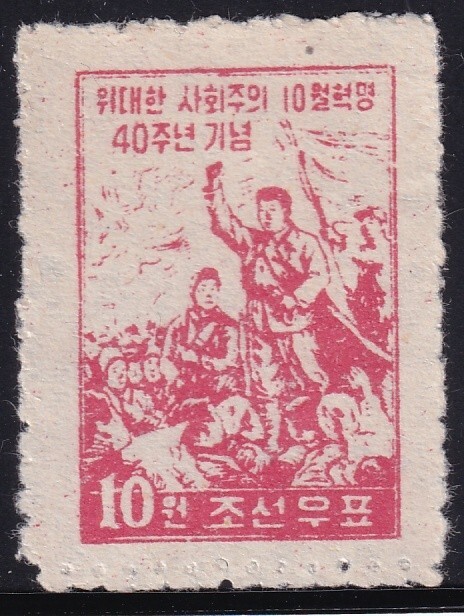 위대한 사회주의 10월혁명
40주년 기념
10원 조선우표